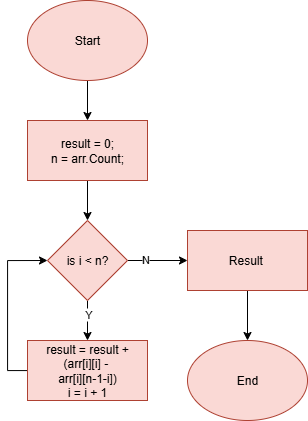 Start
result = 0;
n = arr.Count;
is i < n?
N
Result
Y
result = result +
(arr[i][i] -
arr[i][n-1-i])
i = i + 1
End